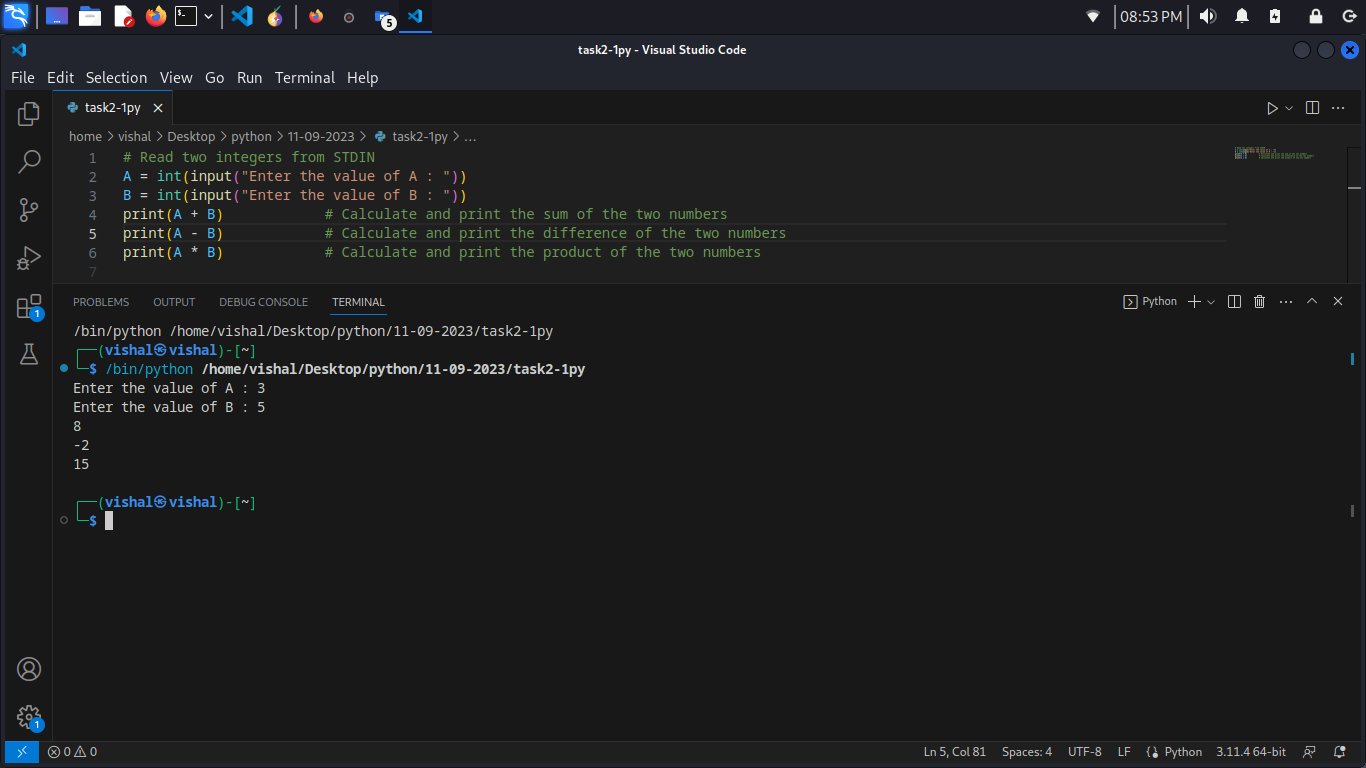 08:53 PM
5
task2-1py - Visual Studio Code
File Edit Selection View Go Run Terminal Help
task2-1py
home > vishal > Desktop > python > 11-09-2023 > task2-1py > ...
1 # Read two integers from STDIN
2 A = int(input("Enter the value of A : "))
3 B = int(input("Enter the value of B : "))
4 print(A + B)            # Calculate and print the sum of the two numbers
5 print(A - B)            # Calculate and print the difference of the two numbers
6 print(A * B)            # Calculate and print the product of the two numbers
7
PROBLEMS OUTPUT DEBUG CONSOLE TERMINAL
Python
1
/bin/python /home/vishal/Desktop/python/11-09-2023/task2-1py
┌──(vishal㉿vishal)-[~]
└─$ /bin/python /home/vishal/Desktop/python/11-09-2023/task2-1py
Enter the value of A : 3
Enter the value of B : 5
8
-2
15
┌──(vishal㉿vishal)-[~]
└─$
1
0 0
Ln 5, Col 81 Spaces: 4 UTF-8 LF Python 3.11.4 64-bit